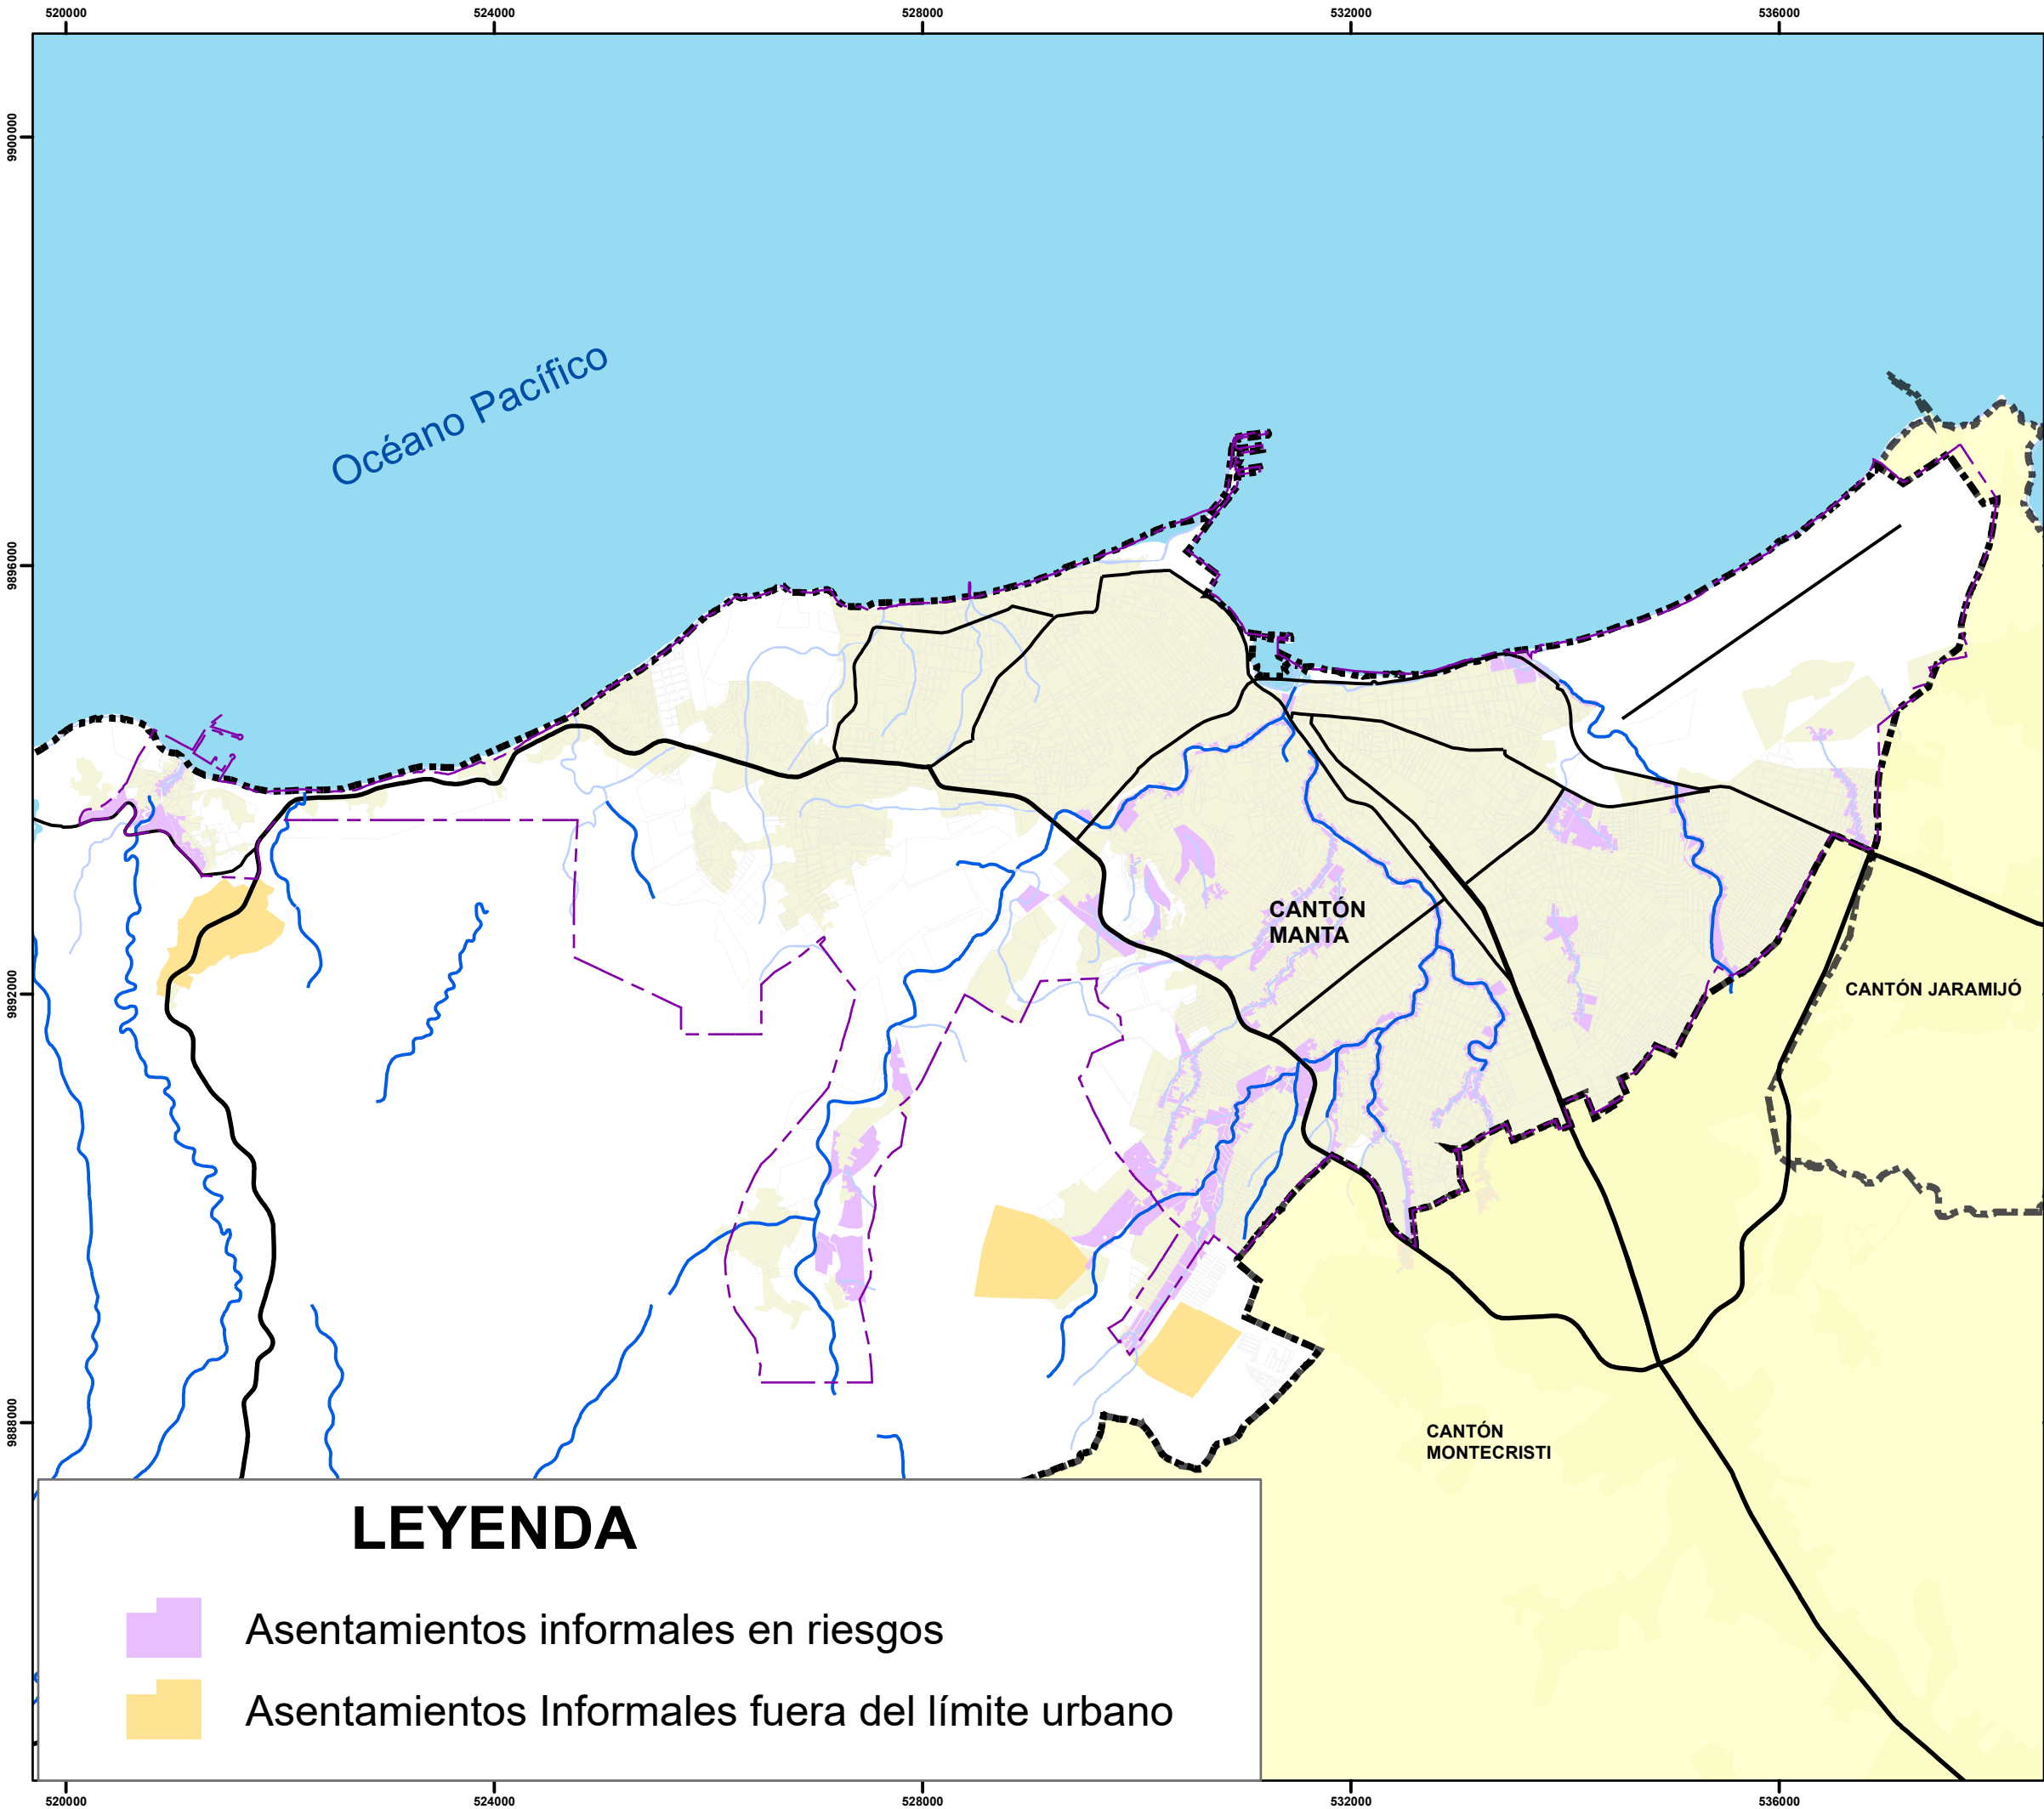 520000 524000 528000 532000 536000
9900000
9896000
9892000
9888000
Océano Pacífico
CANTÓN
MANTA
CANTÓN JARAMIJÓ
CANTÓN
MONTECRISTI
LEYENDA
Asentamientos informales en riesgos
Asentamientos Informales fuera del límite urbano
520000 524000 528000 532000 536000